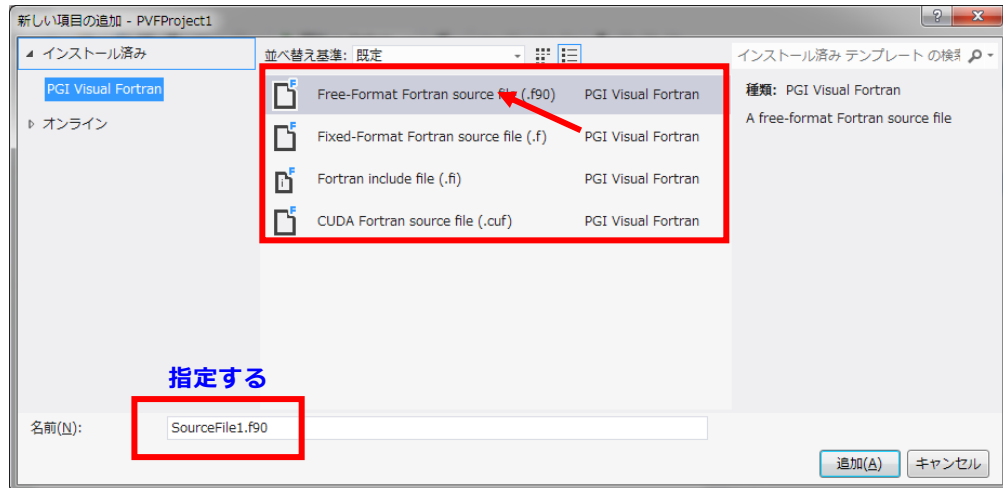 新しい項目の追加 - PVFProject1
インストール済み
並べ替え基準: 既定
インストール済み テンプレート の検索
PGI Visual Fortran
オンライン
Free-Format Fortran source file (.f90) PGI Visual Fortran
Fixed-Format Fortran source file (.f) PGI Visual Fortran
Fortran include file (.fi) PGI Visual Fortran
CUDA Fortran source file (.cuf) PGI Visual Fortran
種類: PGI Visual Fortran
A free-format Fortran source file
指定する
名前(N): SourceFile1.f90
追加(A) キャンセル